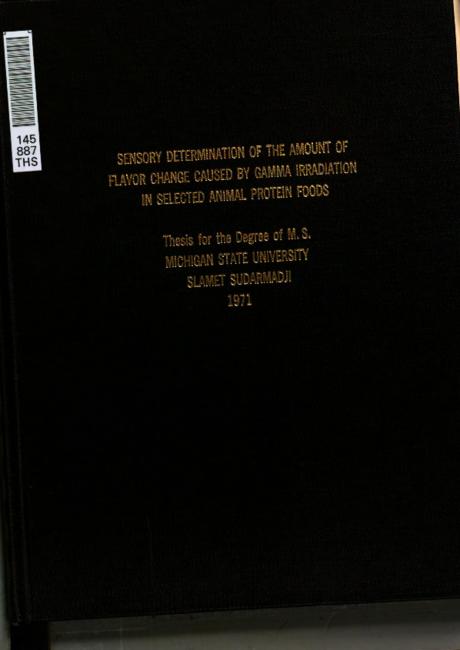 145
887
THS
SENSORY DETERMINATION OF THE AMOUNT OF
FLAVOR CHANGE CAUSED BY GAMMA IRRADIATION
IN SELECTED ANIMAL PROTEIN FOODS
Thesis for the Degree of M. S.
MICHIGAN STATE UNIVERSITY
SLAMET SUDARMADJI
1971